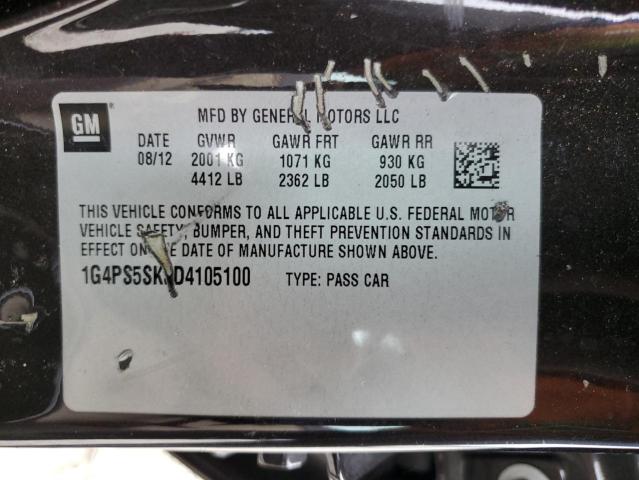 GM
MFD BY GENERAL MOTORS LLC
DATE GVWR GAWR FRT GAWR RR
08/12 2001 KG 1071 KG 930 KG
4412 LB 2362 LB 2050 LB
THIS VEHICLE CONFORMS TO ALL APPLICABLE U.S. FEDERAL MOTOR
VEHICLE SAFETY, BUMPER, AND THEFT PREVENTION STANDARDS IN
EFFECT ON THE DATE OF MANUFACTURE SHOWN ABOVE.
TYPE: PASS CAR